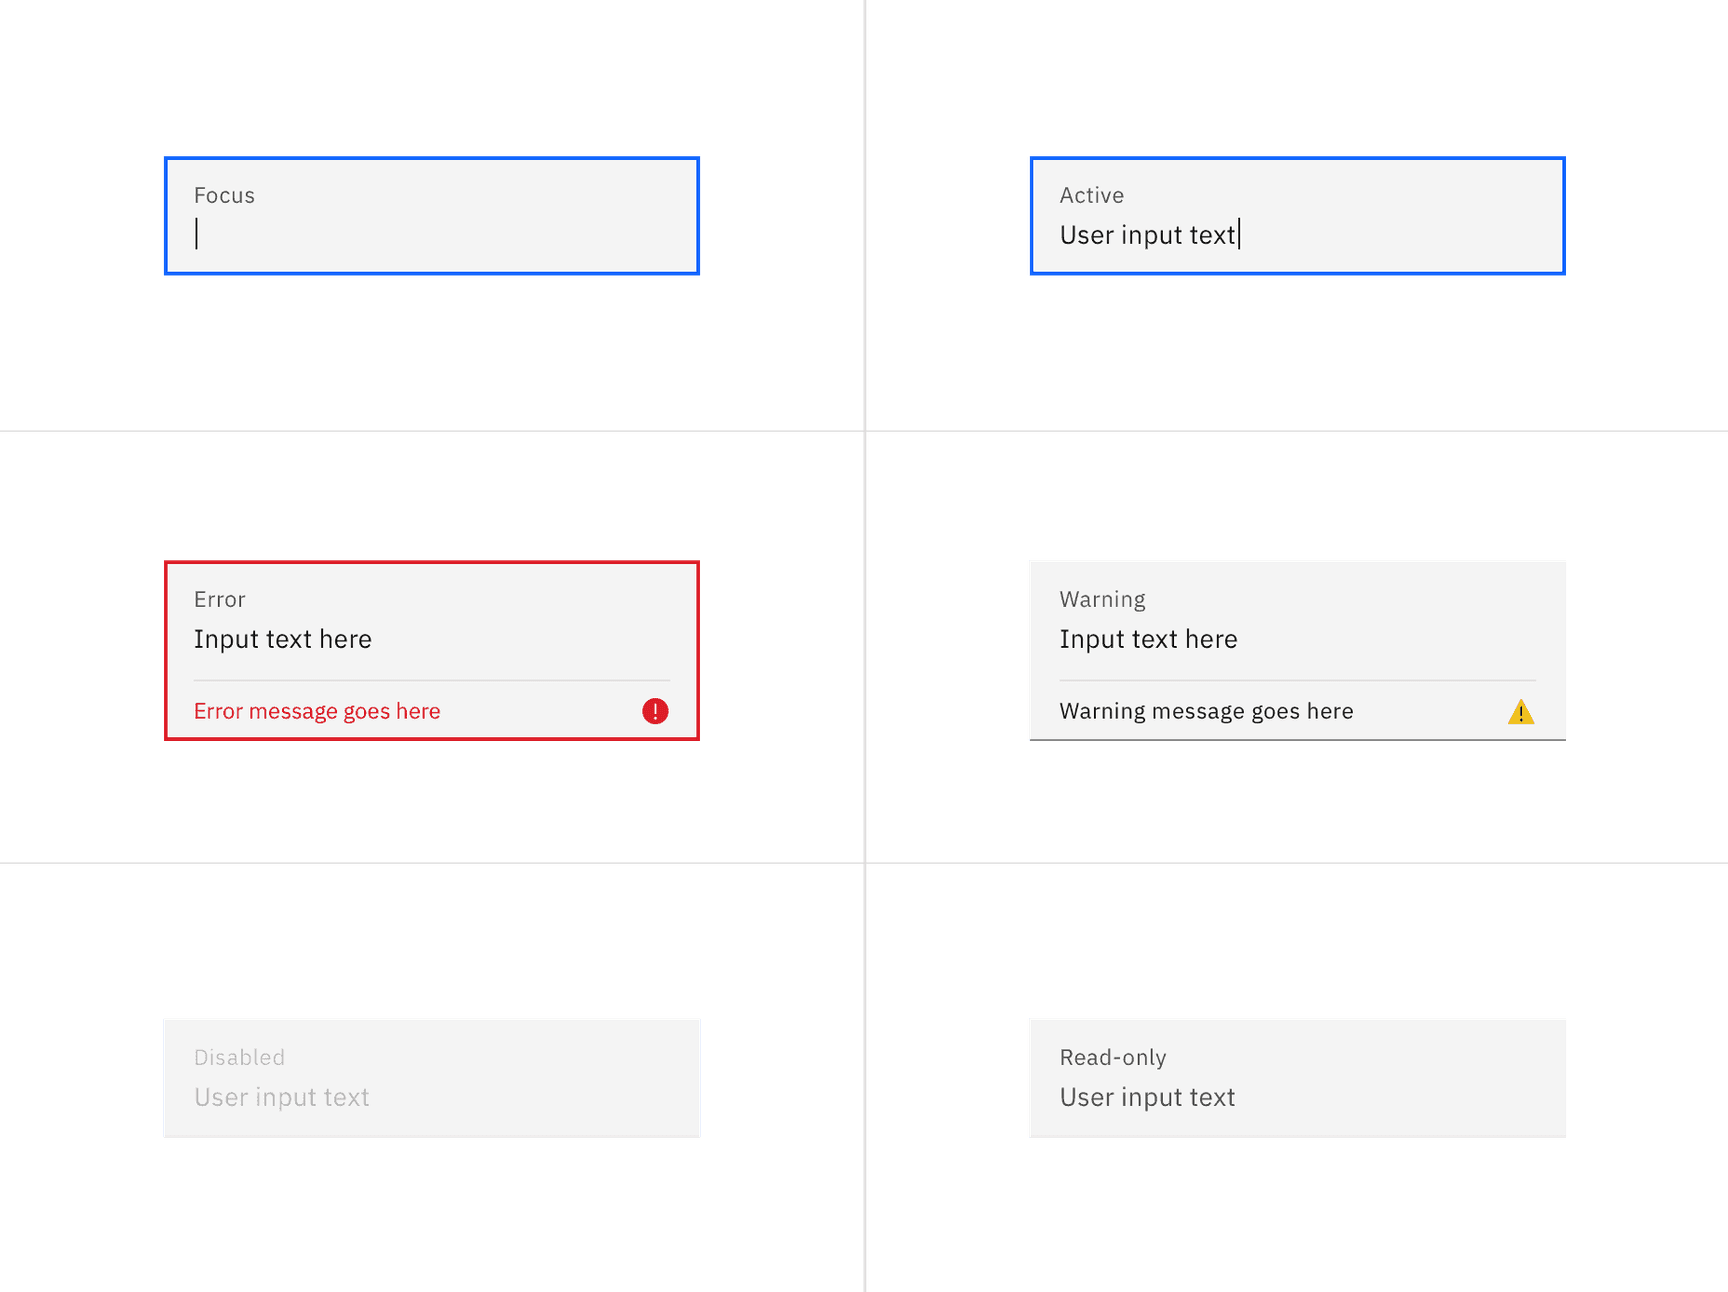 Focus
Active
User input text
Error
Input text here
Error message goes here
Warning
Input text here
Warning message goes here
Disabled
User input text
Read-only
User input text